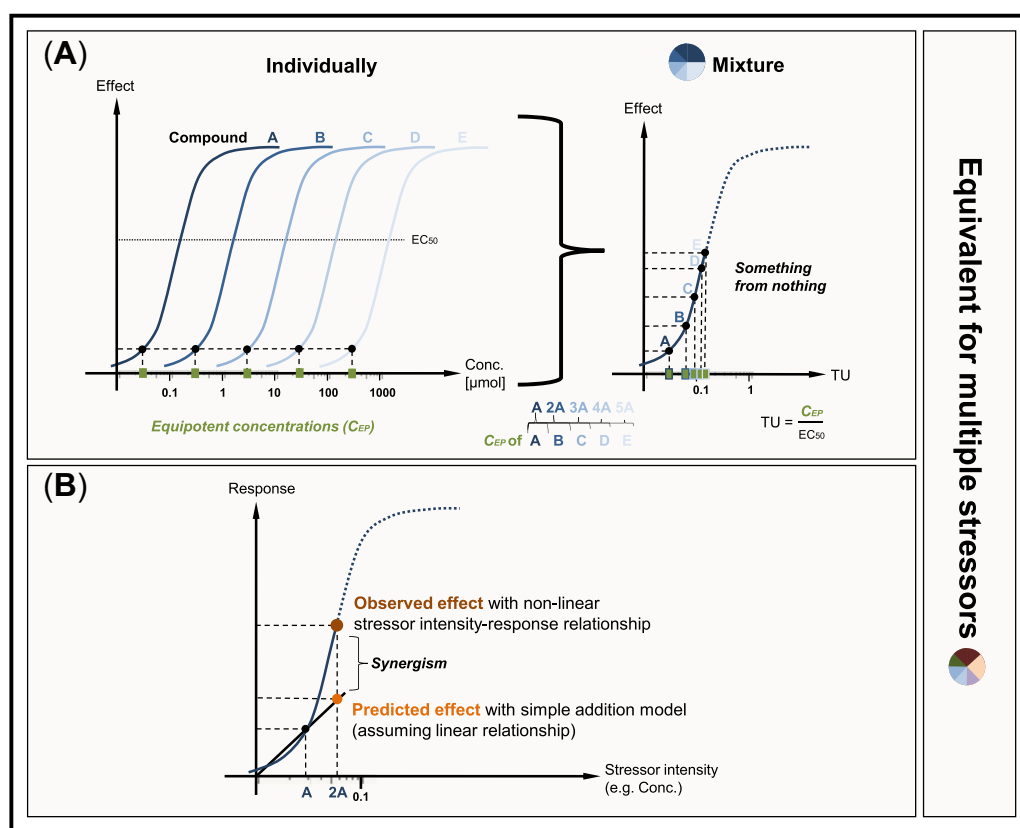 (A)
Individually
Effect
Compound A B C D E
EC50
0.1 1 10 100 1000
Conc.
[µmol]
Equipotent concentrations (CEP)
Mixture
Effect
E
D
C
B
A
Something
from nothing
0.1 1
TU
A 2A 3A 4A 5A
CEP of A B C D E
TU = CEP
EC50
(B)
Response
Observed effect with non-linear
stressor intensity-response relationship
Synergism
Predicted effect with simple addition model
(assuming linear relationship)
A 2A 0.1
Stressor intensity
(e.g. Conc.)
Equivalent for multiple stressors